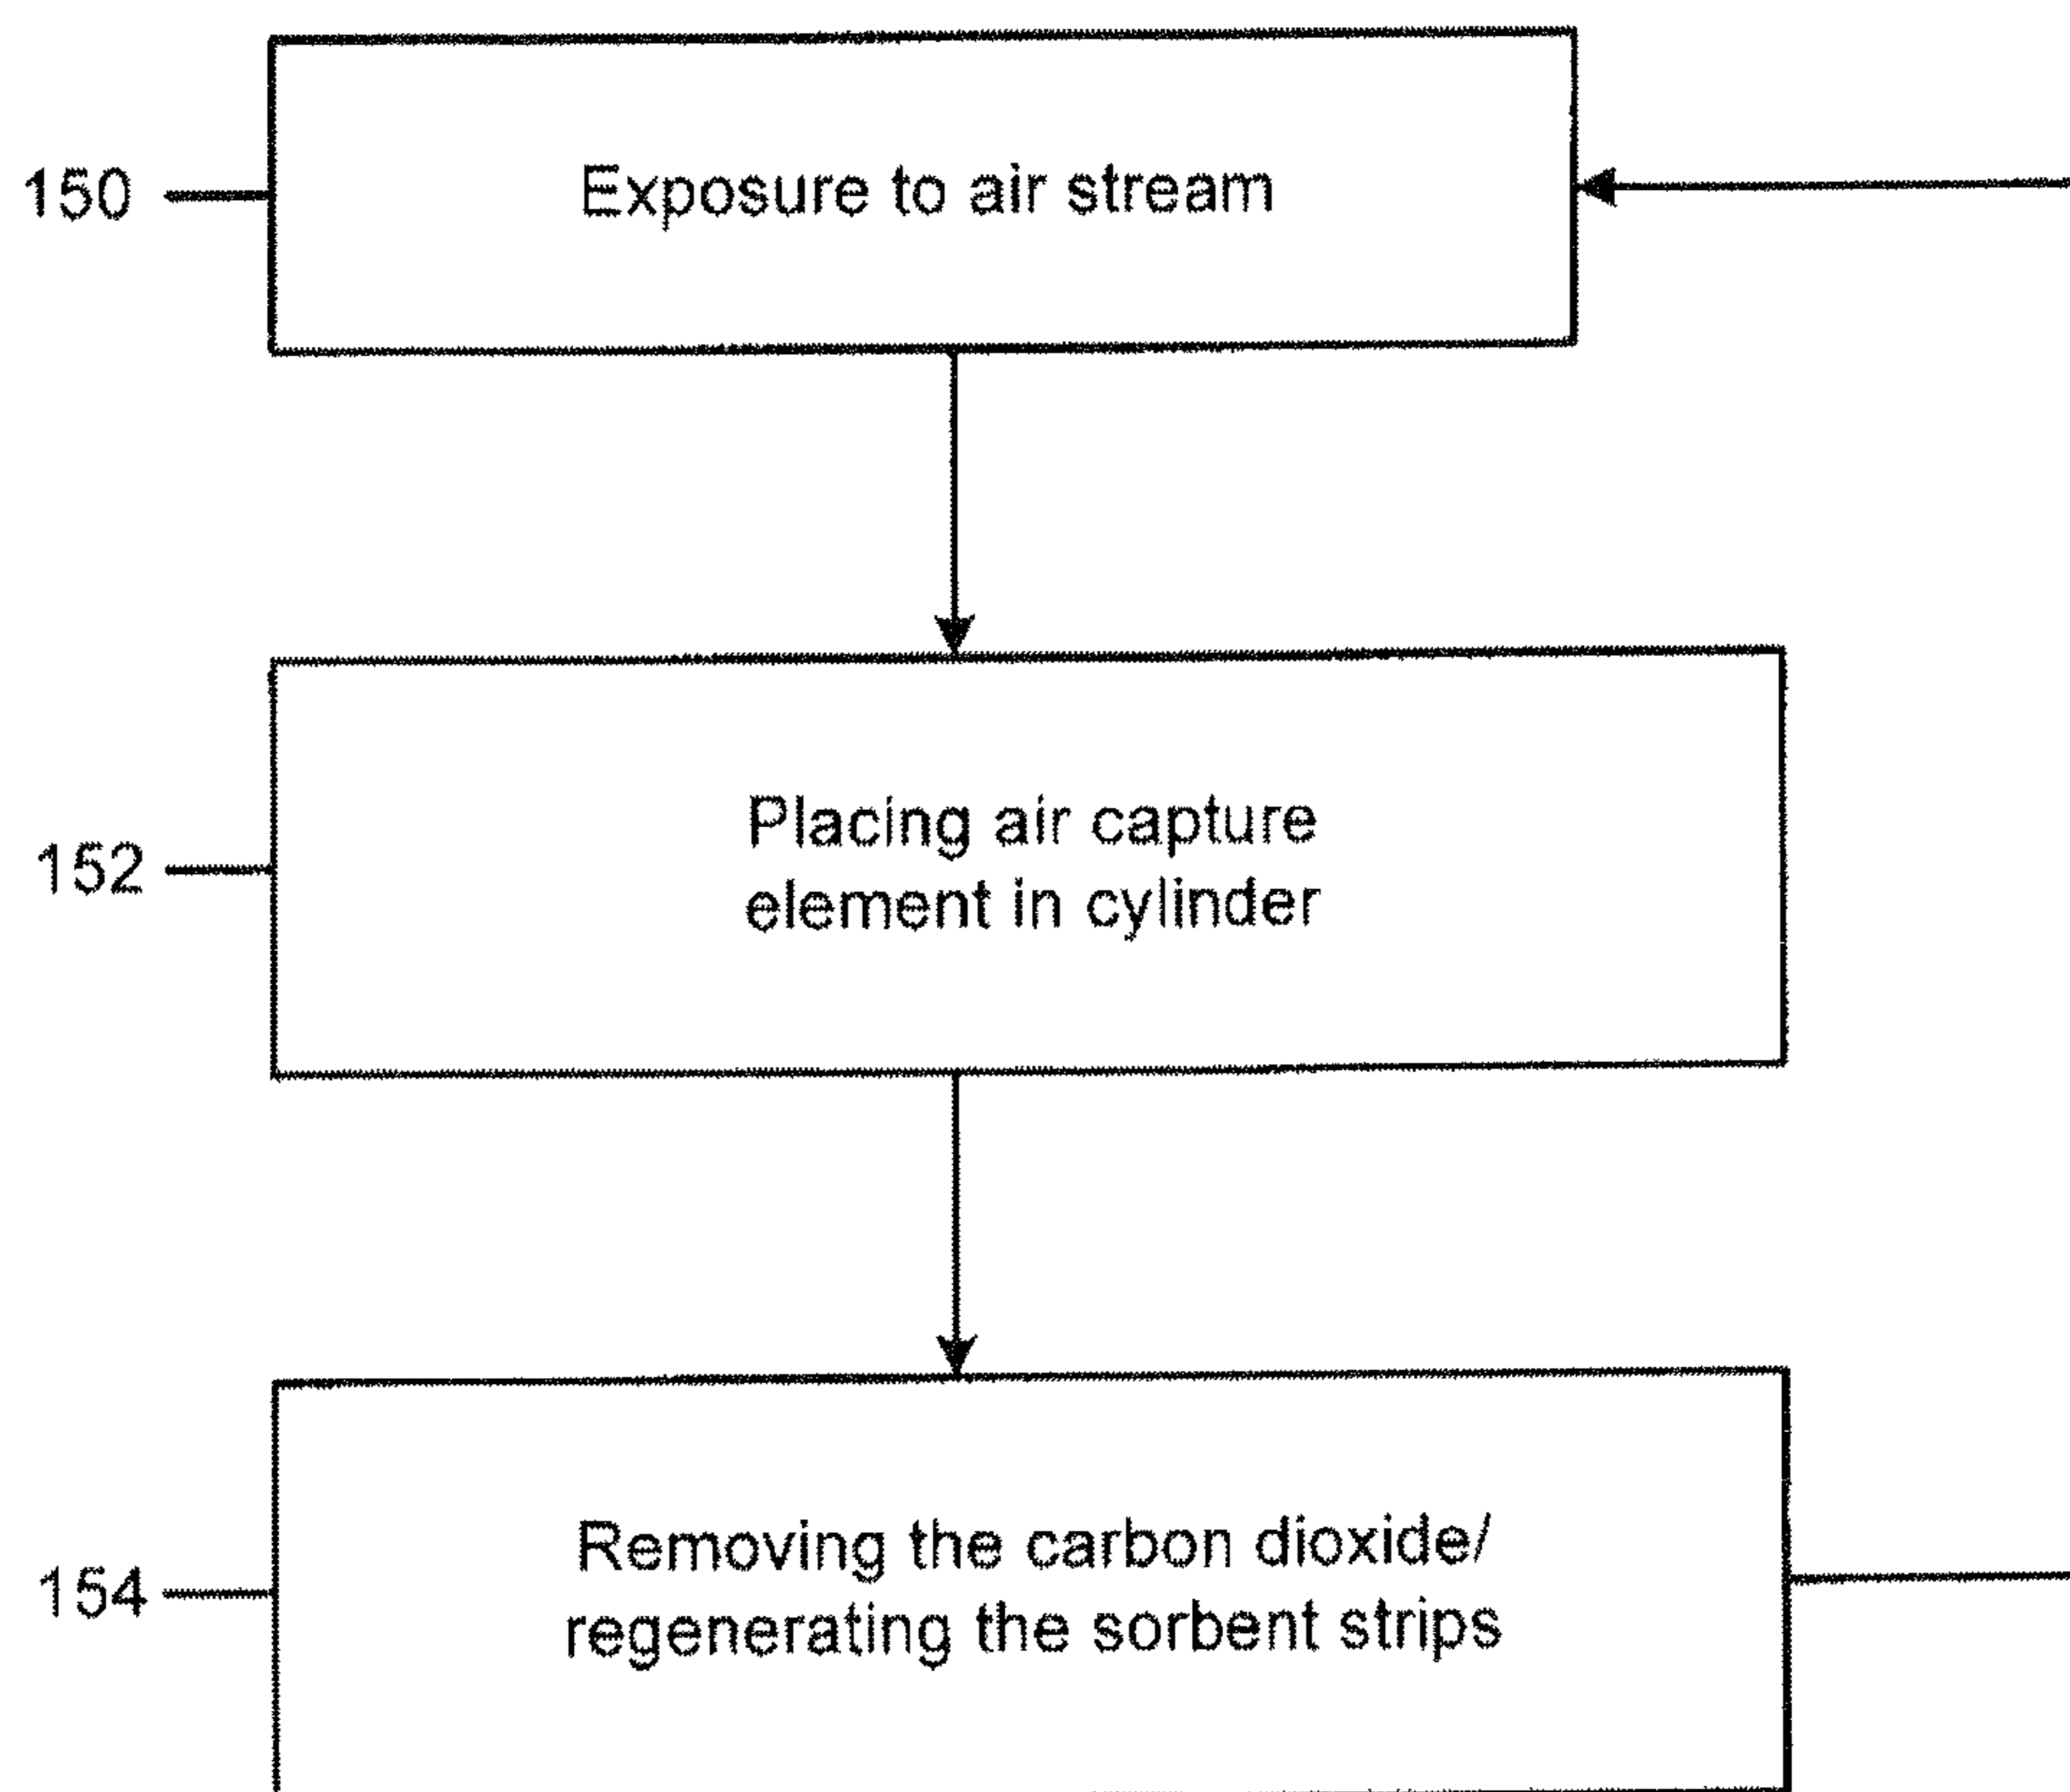 150
Exposure to air stream
152
Placing air capture
element in cylinder
154
Removing the carbon dioxide/
regenerating the sorbent strips